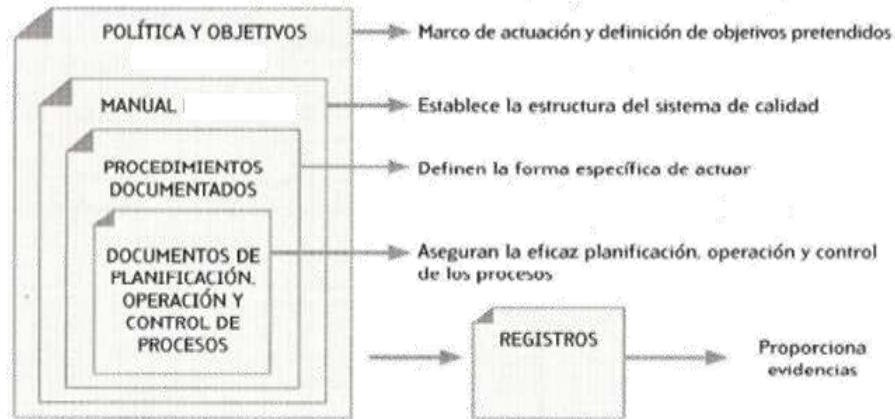 POLÍTICA Y OBJETIVOS
Marco de actuación y definición de objetivos pretendidos
MANUAL
Establece la estructura del sistema de calidad
PROCEDIMIENTOS
DOCUMENTADOS
Definen la forma específica de actuar
DOCUMENTOS DE
PLANIFICACIÓN,
OPERACIÓN Y
CONTROL DE
PROCESOS
Aseguran la eficaz planificación, operación y control
de los procesos
REGISTROS
Proporciona
evidencias